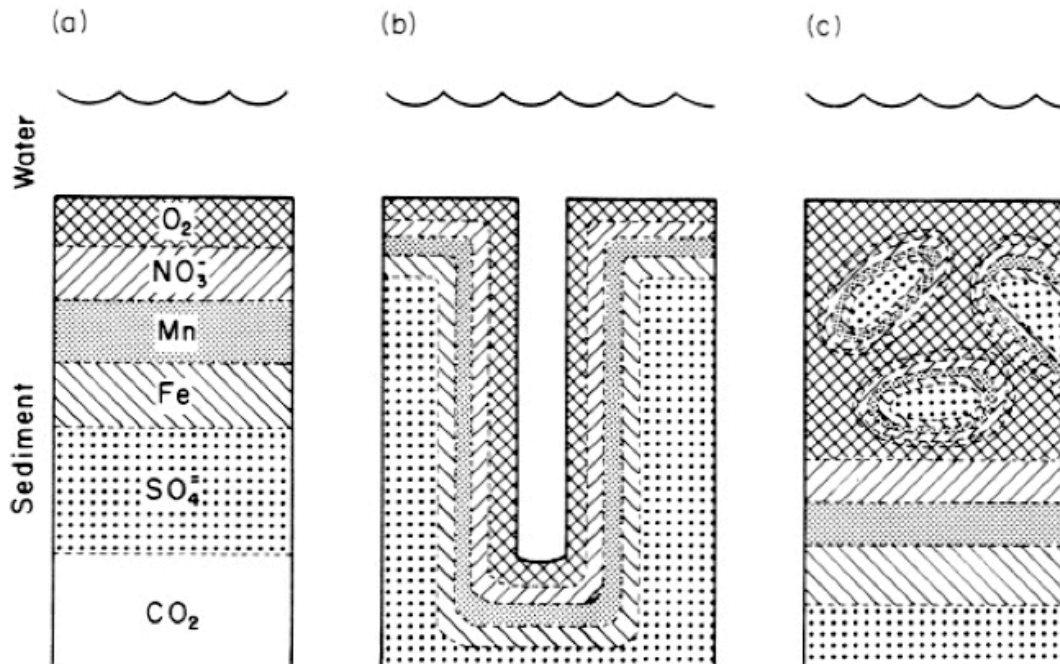 (a)
(b)
(c)
Water
Sediment
O₂
NO₃⁻
Mn
Fe
SO₄⁼
CO₂